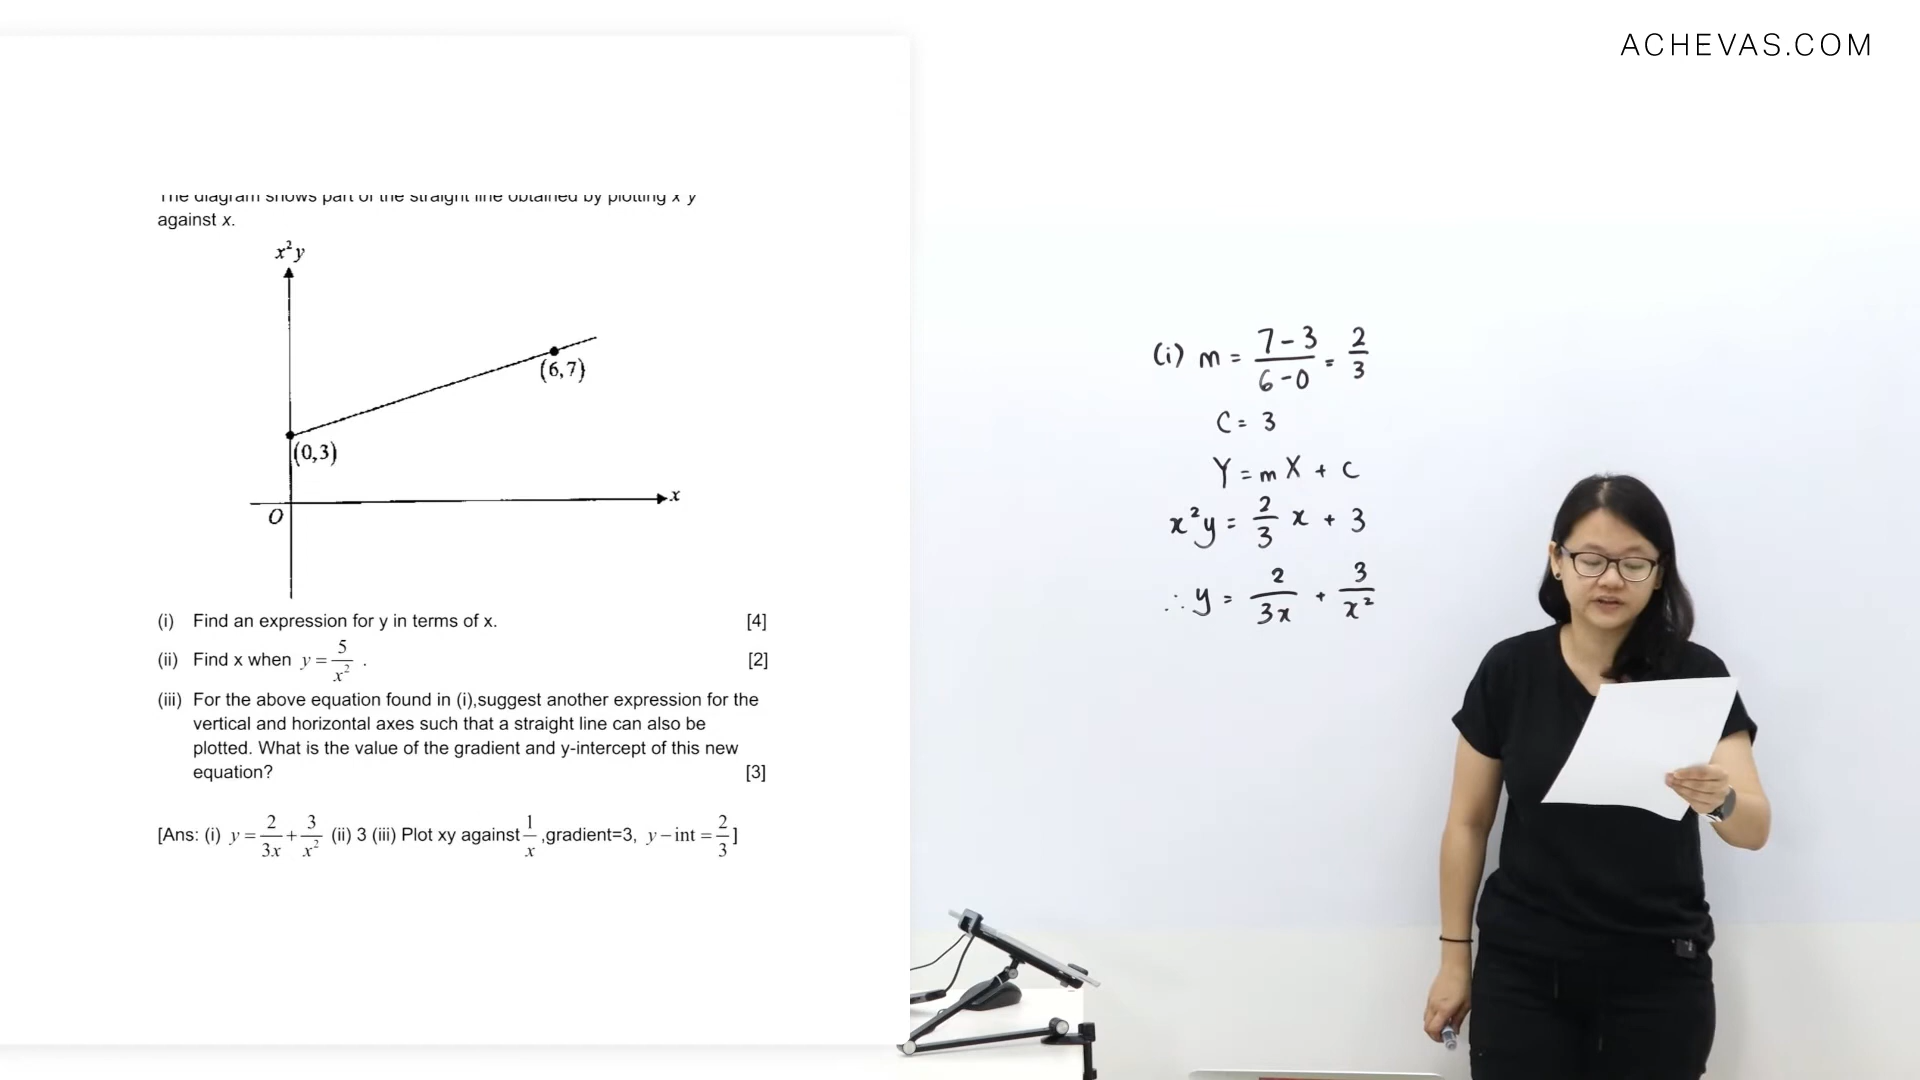 ACHEVAS.COM
The diagram shows part of the straight line obtained by plotting x y
against x.
x²y
(6,7)
(0,3)
x
O
(i) Find an expression for y in terms of x. [4]
(ii) Find x when y = 5/x² . [2]
(iii) For the above equation found in (i),suggest another expression for the
vertical and horizontal axes such that a straight line can also be
plotted. What is the value of the gradient and y-intercept of this new
equation? [3]
[Ans: (i) y = 2/3x + 3/x² (ii) 3 (iii) Plot xy against 1/x ,gradient=3, y − int = 2/3 ]
(i) m = 7-3/6-0 = 2/3
C = 3
Y = mX + C
x²y = 2/3 x + 3
∴ y = 2/3x + 3/x²